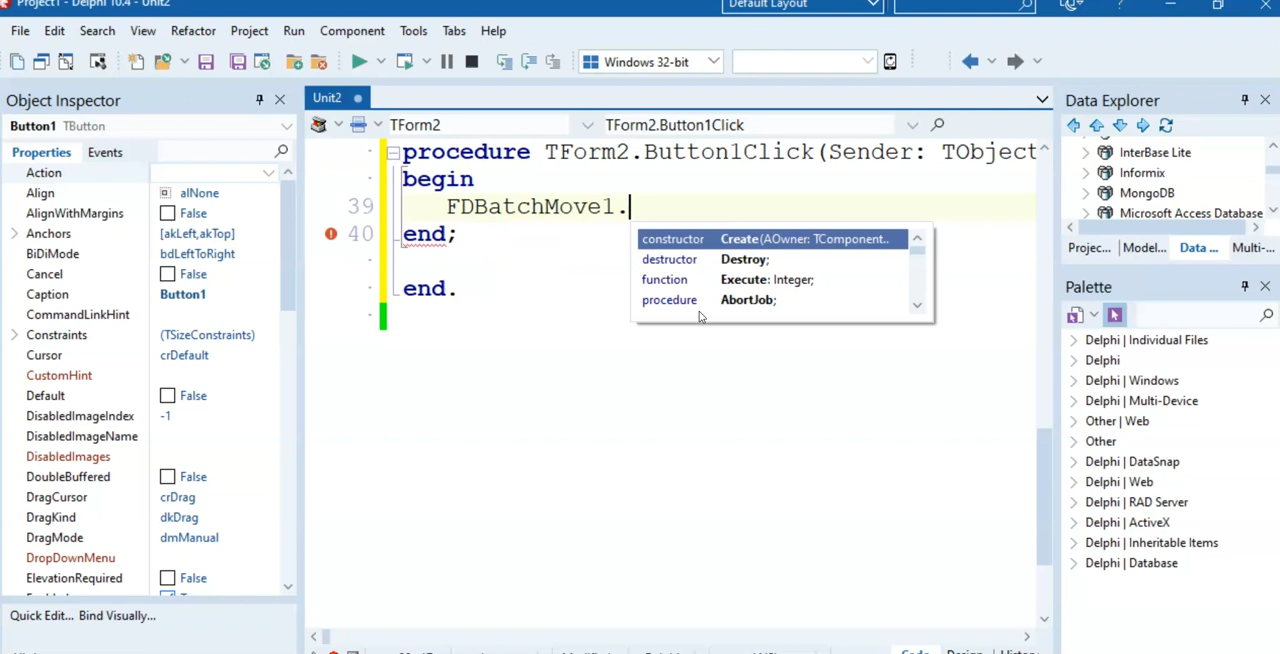 Project1 - Delphi 10.4 - Unit2
Default Layout
File Edit Search View Refactor Project Run Component Tools Tabs Help
Windows 32-bit
Object Inspector
Button1 TButton
Properties Events
Action
Align alNone
AlignWithMargins False
Anchors [akLeft,akTop]
BiDiMode bdLeftToRight
Cancel False
Caption Button1
CommandLinkHint
Constraints (TSizeConstraints)
Cursor crDefault
CustomHint
Default False
DisabledImageIndex -1
DisabledImageName
DisabledImages
DoubleBuffered False
DragCursor crDrag
DragKind dkDrag
DragMode dmManual
DropDownMenu
ElevationRequired False
Quick Edit... Bind Visually...
Unit2
TForm2 TForm2.Button1Click
procedure TForm2.Button1Click(Sender: TObject
begin
39 FDBatchMove1.
40 end;
end.
constructor Create(AOwner: TComponent..
destructor Destroy;
function Execute: Integer;
procedure AbortJob;
Data Explorer
InterBase Lite
Informix
MongoDB
Microsoft Access Database
Projec... Model... Data ... Multi-...
Palette
Delphi | Individual Files
Delphi
Delphi | Windows
Delphi | Multi-Device
Other | Web
Other
Delphi | DataSnap
Delphi | Web
Delphi | RAD Server
Delphi | ActiveX
Delphi | Inheritable Items
Delphi | Database